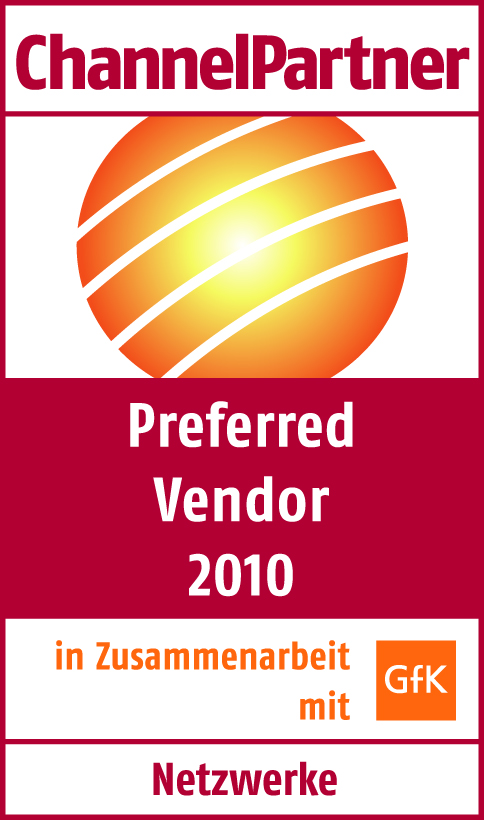 ChannelPartner
Preferred
Vendor
2010
in Zusammenarbeit
mit
GfK
Netzwerke